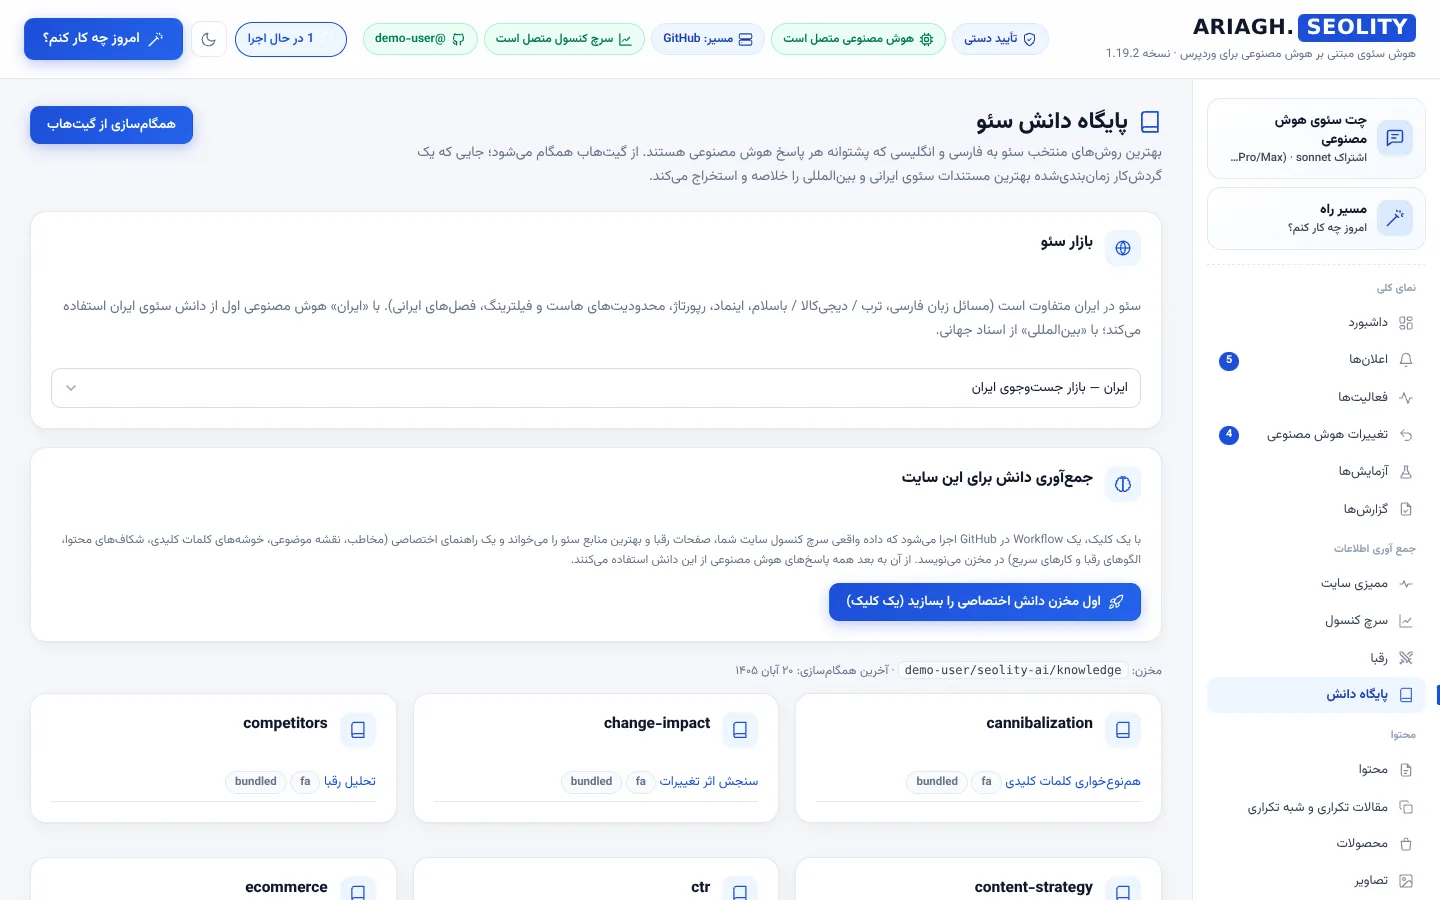 ARIAGH. SEOLITY
هوش سئوی مبتنی بر هوش مصنوعی برای وردپرس · نسخه 1.19.2
تأیید دستی
هوش مصنوعی متصل است
مسیر: GitHub
سرچ کنسول متصل است
@demo-user
1 در حال اجرا
امروز چه کار کنم؟
چت سئوی هوش
مصنوعی
اشتراک Pro/Max) · sonnet…
مسیر راه
امروز چه کار کنم؟
نمای کلی
داشبورد
اعلان‌ها
5
فعالیت‌ها
تغییرات هوش مصنوعی
4
آزمایش‌ها
گزارش‌ها
جمع آوری اطلاعات
ممیزی سایت
سرچ کنسول
رقبا
پایگاه دانش
محتوا
محتوا
مقالات تکراری و شبه تکراری
محصولات
تصاویر
پایگاه دانش سئو
همگام‌سازی از گیت‌هاب
بهترین روش‌های منتخب سئو به فارسی و انگلیسی که پشتوانه هر پاسخ هوش مصنوعی هستند. از گیت‌هاب همگام می‌شود؛ جایی که یک
گردش‌کار زمان‌بندی‌شده بهترین مستندات سئوی ایرانی و بین‌المللی را خلاصه و استخراج می‌کند.
بازار سئو
سئو در ایران متفاوت است (مسائل زبان فارسی، ترب / دیجی‌کالا / باسلام، اینماد، رپورتاژ، محدودیت‌های هاست و فیلترینگ، فصل‌های ایرانی). با «ایران» هوش مصنوعی اول از دانش سئوی ایران استفاده
می‌کند؛ با «بین‌المللی» از اسناد جهانی.
ایران — بازار جست‌وجوی ایران
جمع‌آوری دانش برای این سایت
با یک کلیک، یک Workflow در GitHub اجرا می‌شود که داده واقعی سرچ کنسول سایت شما، صفحات رقبا و بهترین منابع سئو را می‌خواند و یک راهنمای اختصاصی (مخاطب، نقشه موضوعی، خوشه‌های کلمات کلیدی، شکاف‌های محتوا،
الگوهای رقبا و کارهای سریع) در مخزن می‌نویسد. از آن به بعد همه پاسخ‌های هوش مصنوعی از این دانش استفاده می‌کنند.
اول مخزن دانش اختصاصی را بسازید (یک کلیک)
مخزن: demo-user/seolity-ai/knowledge · آخرین همگام‌سازی: ۲۰ آبان ۱۴۰۵
cannibalization
هم‌نوع‌خواری کلمات کلیدی fa bundled
change-impact
سنجش اثر تغییرات fa bundled
competitors
تحلیل رقبا fa bundled
content-strategy
ctr
ecommerce